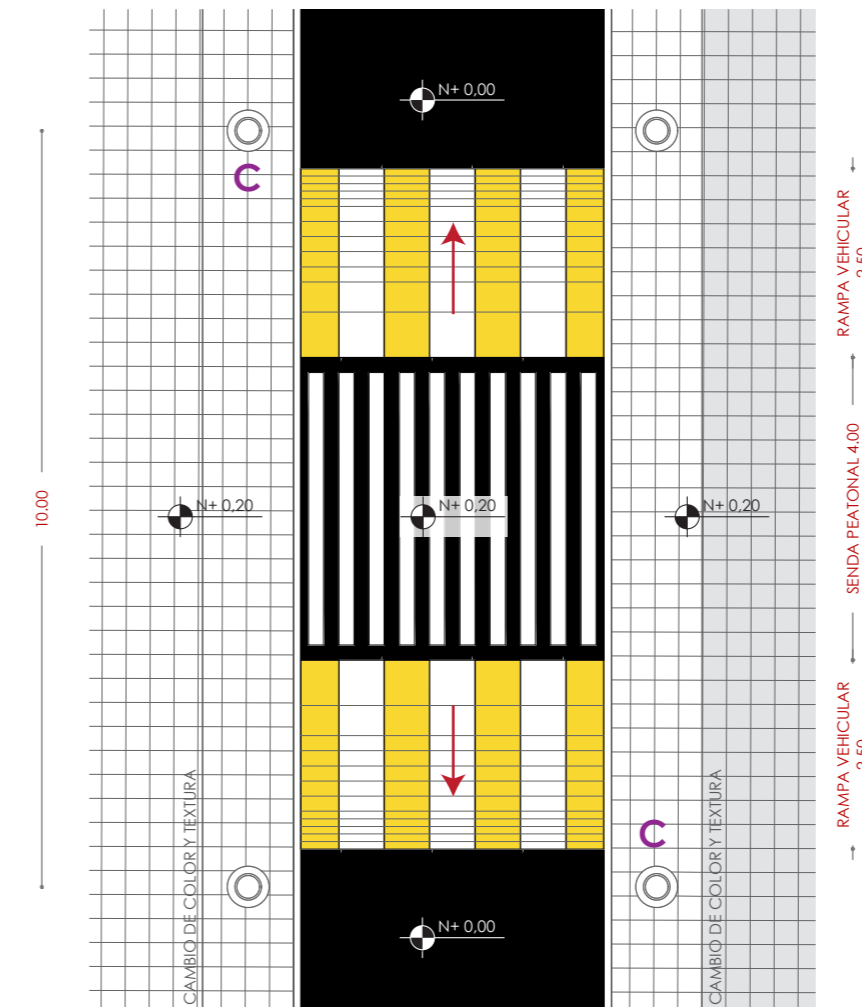 N+ 0,00
C
RAMPA VEHICULAR
10.00
N+ 0,20
N+ 0,20
N+ 0,20
SENDA PEATONAL 4.00
RAMPA VEHICULAR
C
CAMBIO DE COLOR Y TEXTURA
CAMBIO DE COLOR Y TEXTURA
N+ 0,00